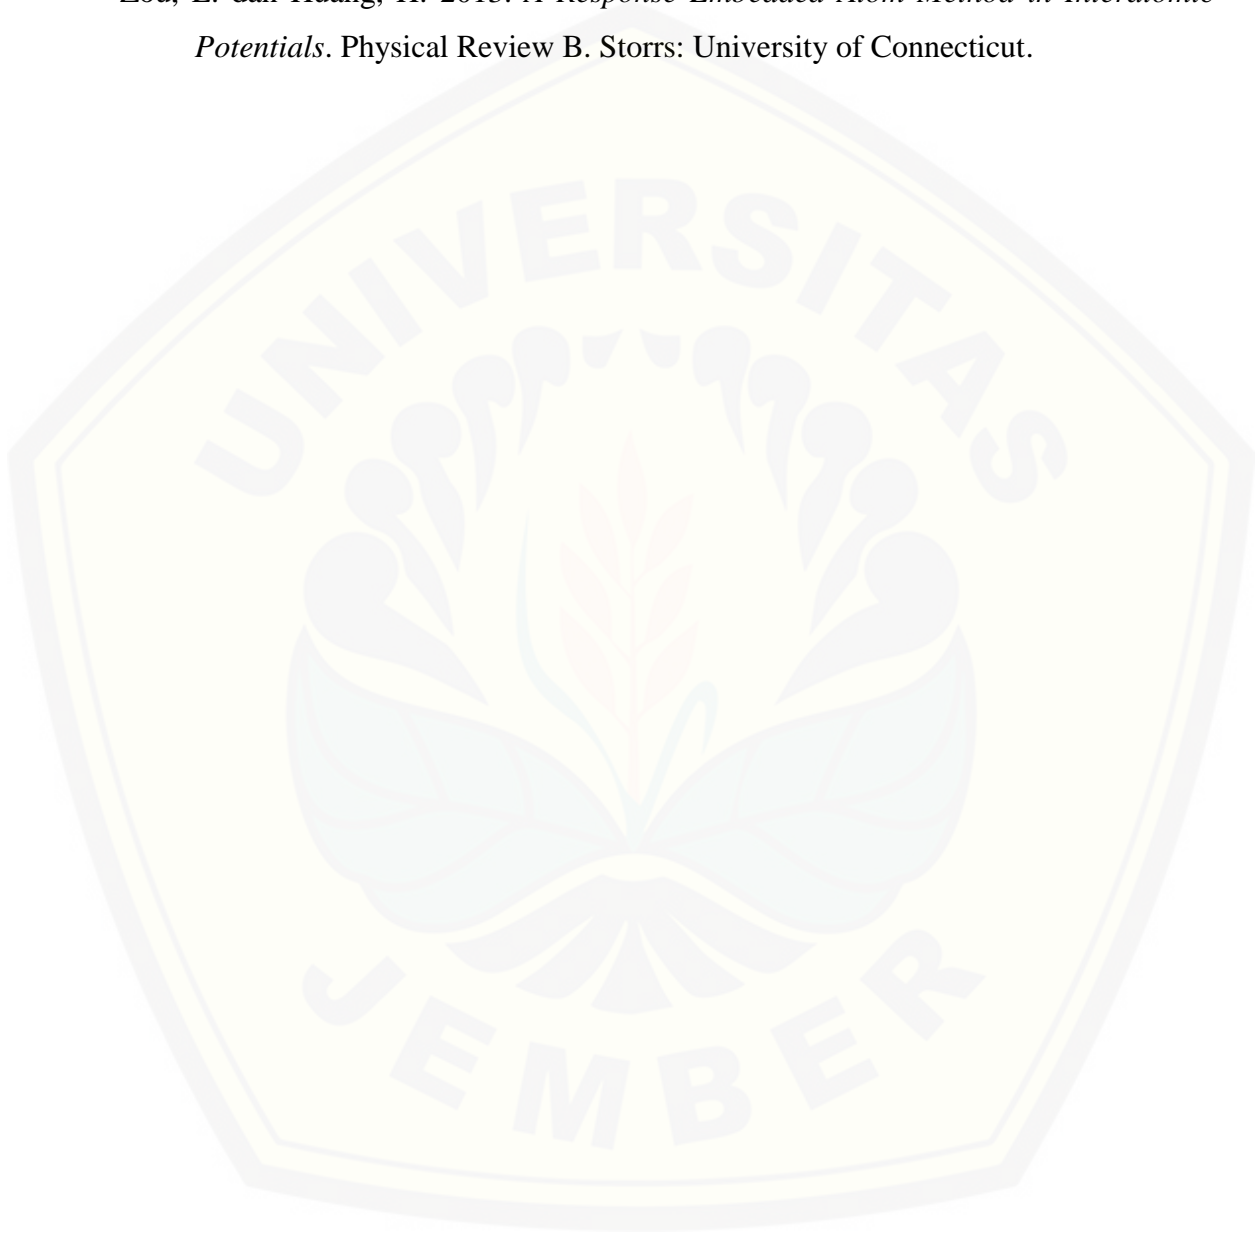 Zou, L. dan Huang, H. 2013. A Response Embedded Atom Method in Interatomic
Potentials. Physical Review B. Storrs: University of Connecticut.
UNIVERSITAS
JEMBER